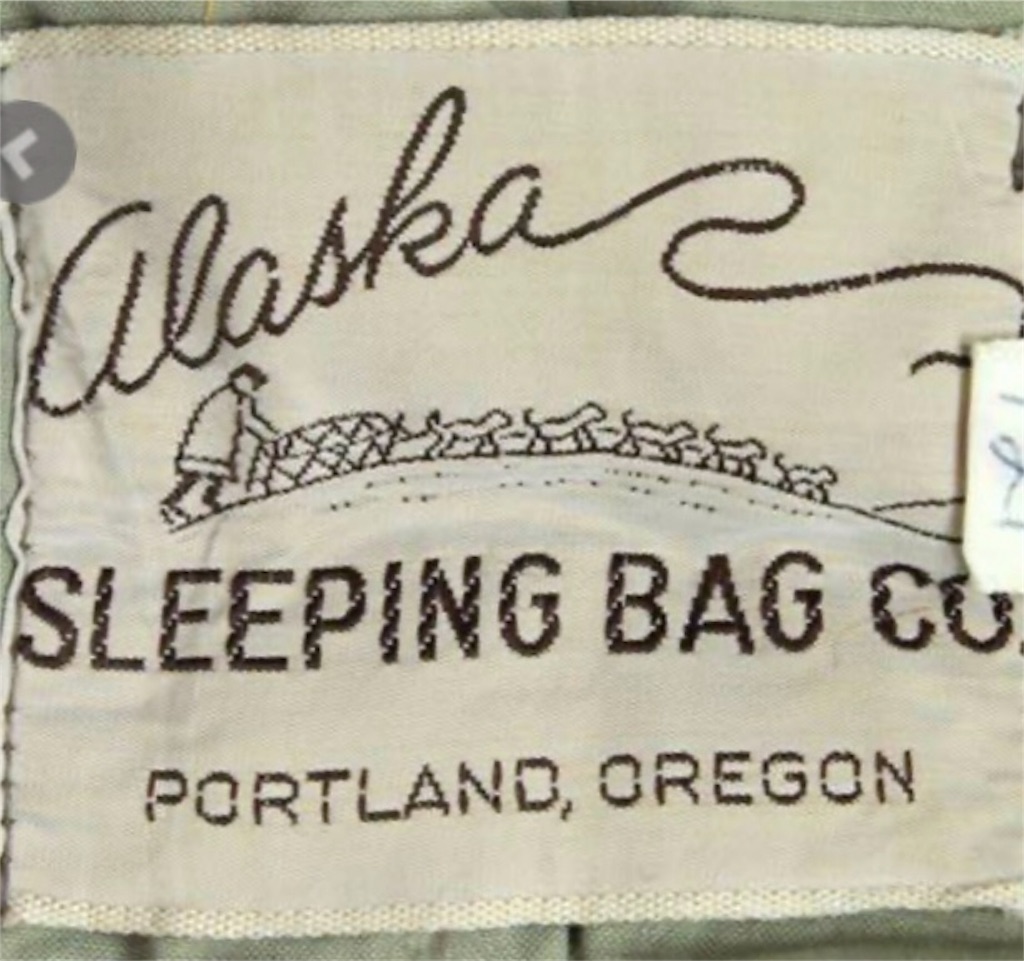 Alaska
SLEEPING BAG CO.
PORTLAND, OREGON